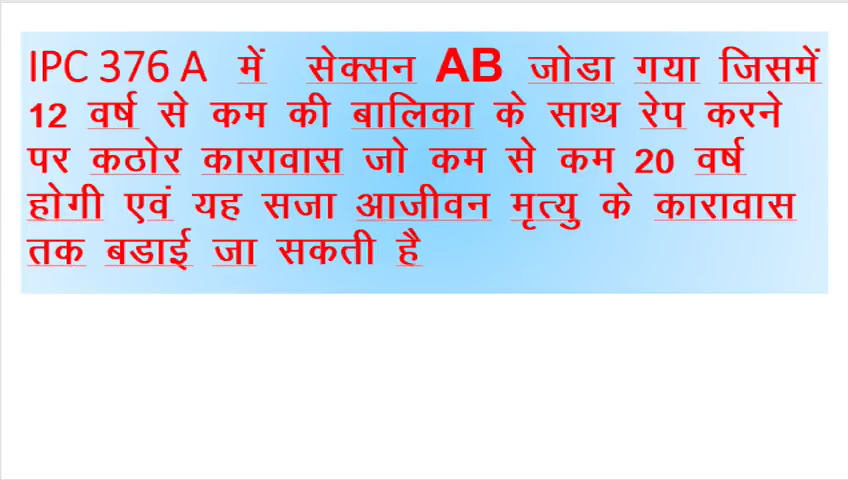 IPC 376 A में सेक्सन AB जोडा गया जिसमें
12 वर्ष से कम की बालिका के साथ रेप करने
पर कठोर कारावास जो कम से कम 20 वर्ष
होगी एवं यह सजा आजीवन मृत्यु के कारावास
तक बडाई जा सकती है